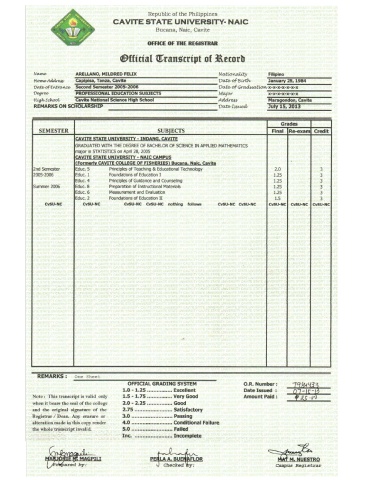 Republic of the Philippines
CAVITE STATE UNIVERSITY- NAIC
Bucana, Naic, Cavite
OFFICE OF THE REGISTRAR
Official Transcript of Record
Name ARELLANO, MILDRED FELIX Nationality Filipino
Home Address Capipisa, Tanza, Cavite Date of Birth January 26, 1984
Date of Entrance Second Semester 2005-2006 Date of Graduation x-x-x-x-x-x-x
Degree PROFESSIONAL EDUCATION SUBJECTS Major x-x-x-x-x-x-x
High School Cavite National Science High School Address Maragondon, Cavite
REMARKS ON SCHOLARSHIP Date Issued July 15, 2013
Grades
SEMESTER SUBJECTS Final Re-exam Credit
CAVITE STATE UNIVERSITY - INDANG, CAVITE
GRADUATED WITH THE DEGREE OF BACHELOR OF SCIENCE IN APPLIED MATHEMATICS
major in STATISTICS on April 28, 2005
CAVITE STATE UNIVERSITY - NAIC CAMPUS
(Formerly CAVITE COLLEGE OF FISHERIES) Bucana, Naic, Cavite
2nd Semester Educ. 5 Principles of Teaching & Educational Technology 2.0 3
2005-2006 Educ. 1 Foundations of Education I 1.25 3
Educ. 4 Principles of Guidance and Counseling 1.25 3
Summer 2006 Educ. 8 Preparation of Instructional Materials 1.25 3
Educ. 6 Measurement and Evaluation 1.25 3
Educ. 2 Foundations of Education II 1.5 3
CvSU-NC CvSU-NC CvSU-NC CvSU-NC nothing follows CvSU-NC CvSU-NC CvSU-NC CvSU-NC
REMARKS :
OFFICIAL GRADING SYSTEM
1.0 - 1.25 Excellent
1.5 - 1.75 Very Good
2.0 - 2.25 Good
2.75 Satisfactory
3.0 Passing
4.0 Conditional Failure
5.0 Failed
Inc. Incomplete
Note : This transcript is valid only
when it bears the seal of the college
and the original signature of the
Registrar / Dean. Any erasure or
alteration made in this copy render
the whole transcript invalid.
O.R. Number :
Date Issued :
Amount Paid :
MARJORIE M. MAGPILI
Prepared by:
PERLA A. BUENAFLOR
Checked By:
MAY M. NUESTRO
Campus Registrar